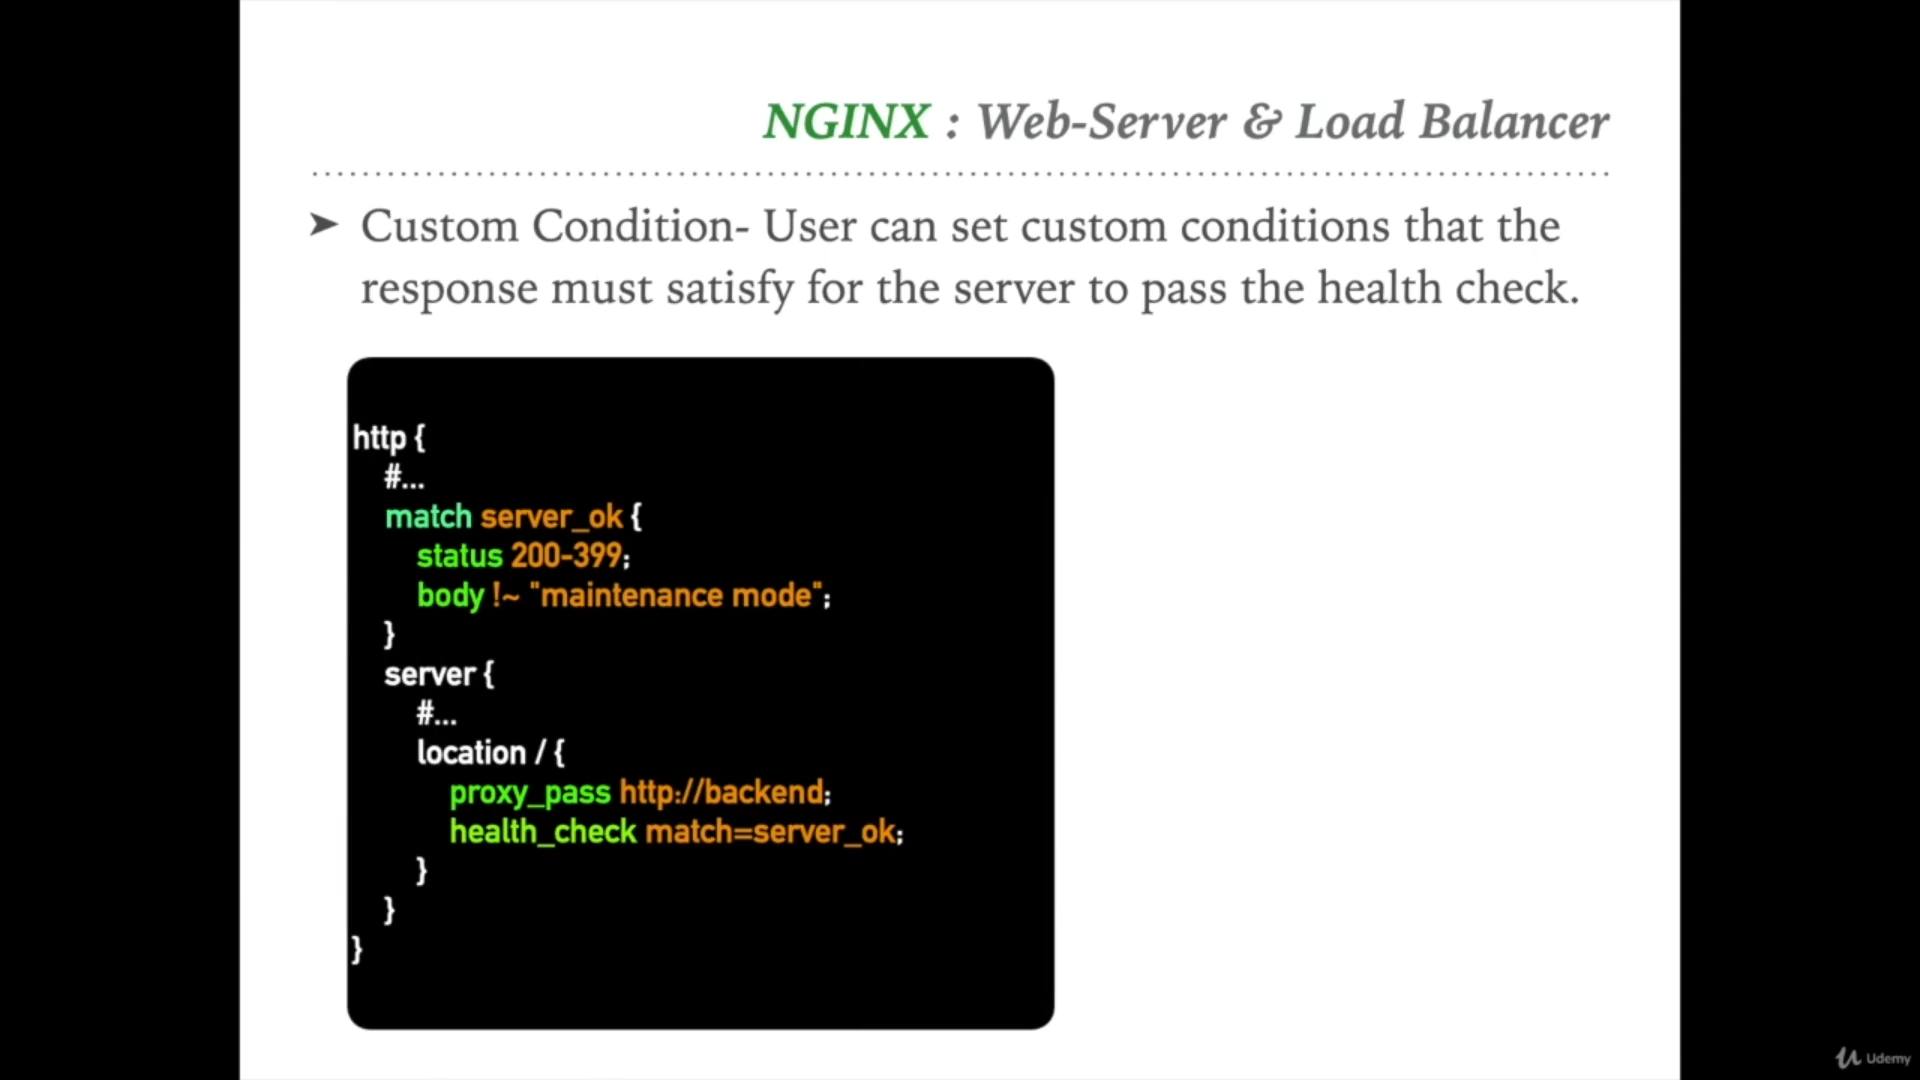 NGINX : Web-Server & Load Balancer
➤ Custom Condition- User can set custom conditions that the
response must satisfy for the server to pass the health check.
http {
#...
match server_ok {
status 200-399;
body !~ "maintenance mode";
}
server {
#...
location / {
proxy_pass http://backend;
health_check match=server_ok;
}
}
}
Udemy